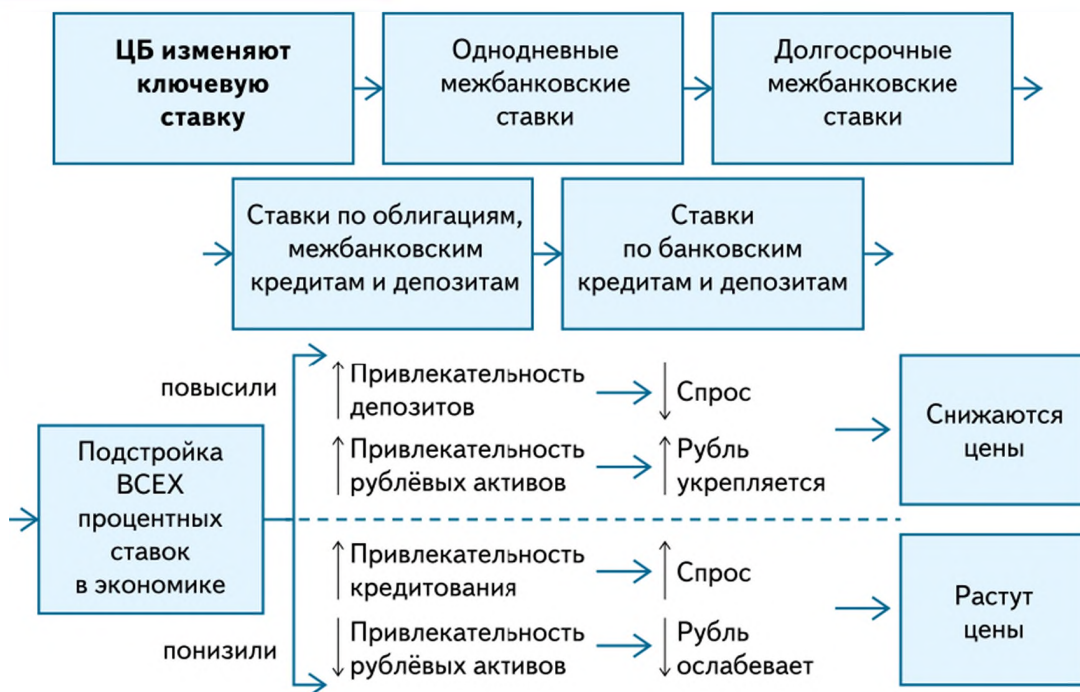 ЦБ изменяют
ключевую
ставку
Однодневные
межбанковские
ставки
Долгосрочные
межбанковские
ставки
Ставки по облигациям,
межбанковским
кредитам и депозитам
Ставки
по банковским
кредитам и депозитам
Подстройка
ВСЕХ
процентных
ставок
в экономике
повысили
Привлекательность
депозитов
Спрос
Привлекательность
рублёвых активов
Рубль
укрепляется
Снижаются
цены
понизили
Привлекательность
кредитования
Спрос
Привлекательность
рублёвых активов
Рубль
ослабевает
Растут
цены